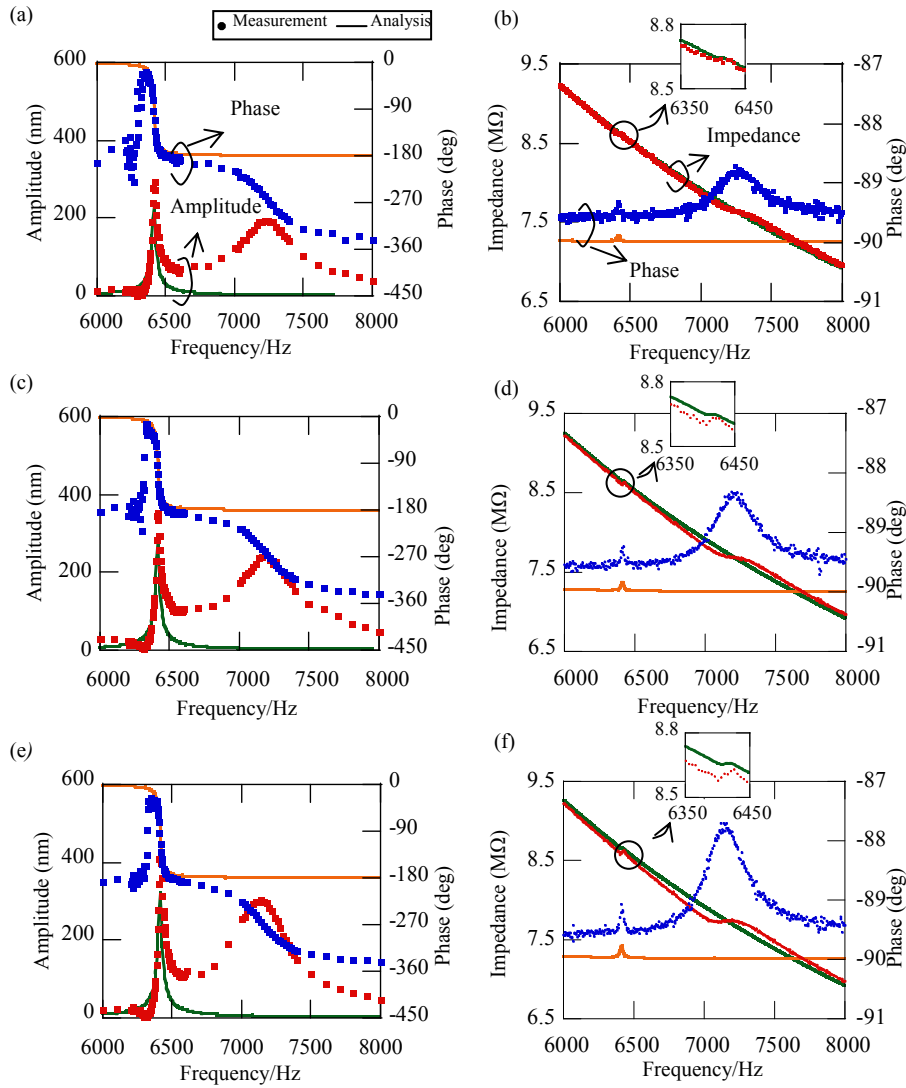 (a)
Measurement
Analysis
600
400
200
0
Amplitude (nm)
6000 6500 7000 7500 8000
Frequency/Hz
0
-90
-180
-270
-360
-450
Phase (deg)
Phase
Amplitude
(b)
9.5
8.5
7.5
6.5
Impedance (MΩ)
6000 6500 7000 7500 8000
Frequency/Hz
-87
-88
-89
-90
-91
Phase (deg)
8.8
8.5
6350 6450
Impedance
Phase
(c)
600
400
200
0
Amplitude (nm)
6000 6500 7000 7500 8000
Frequency/Hz
0
-90
-180
-270
-360
-450
Phase (deg)
(d)
9.5
8.5
7.5
6.5
Impedance (MΩ)
6000 6500 7000 7500 8000
Frequency/Hz
-87
-88
-89
-90
-91
Phase (deg)
8.8
8.5
6350 6450
(e)
600
400
200
0
Amplitude (nm)
6000 6500 7000 7500 8000
Frequency/Hz
0
-90
-180
-270
-360
-450
Phase (deg)
(f)
9.5
8.5
7.5
6.5
Impedance (MΩ)
6000 6500 7000 7500 8000
Frequency/Hz
-87
-88
-89
-90
-91
Phase (deg)
8.8
8.5
6350 6450